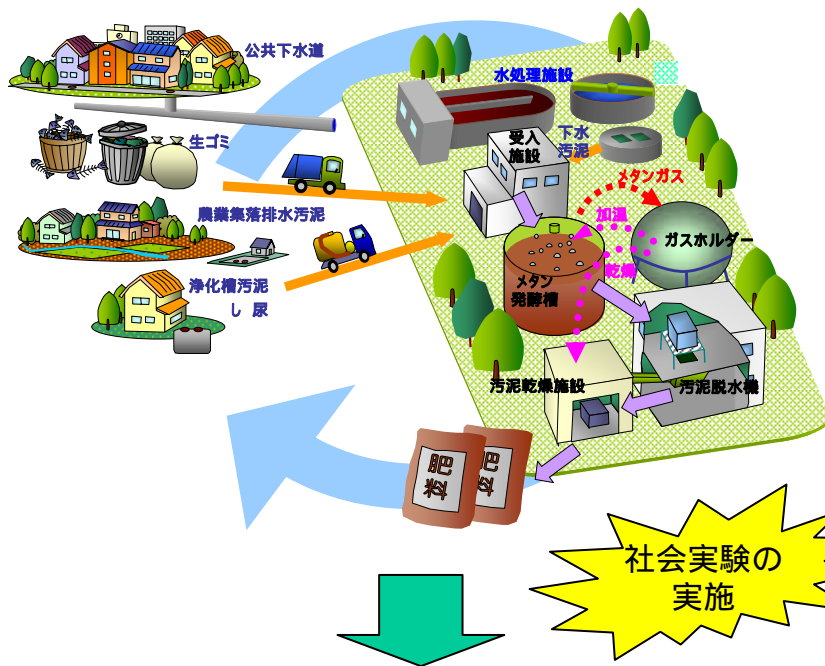 公共下水道
水処理施設
生ゴミ
受入
施設
下水
汚泥
メタンガス
農業集落排水汚泥
加温
ガスホルダー
乾燥
浄化槽汚泥
し 尿
メタン
発酵槽
汚泥乾燥施設
汚泥脱水機
肥料
肥料
社会実験の
実施